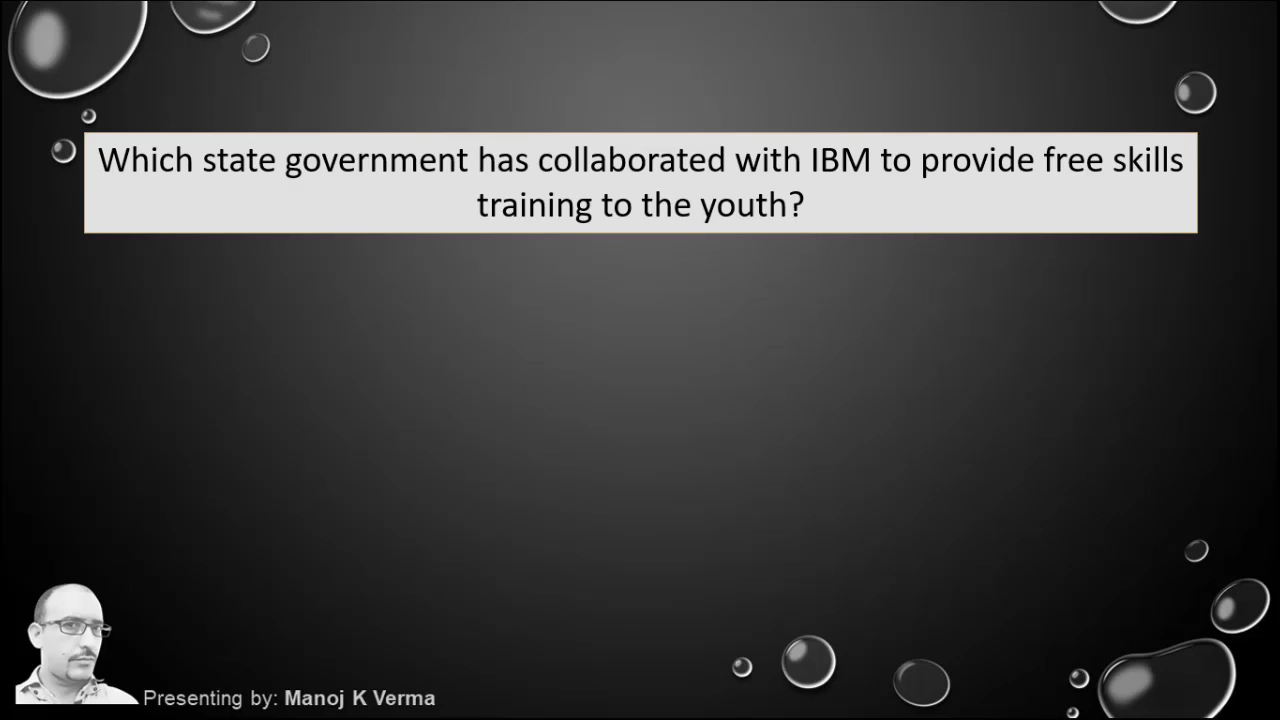 Which state government has collaborated with IBM to provide free skills
training to the youth?
Presenting by: Manoj K Verma